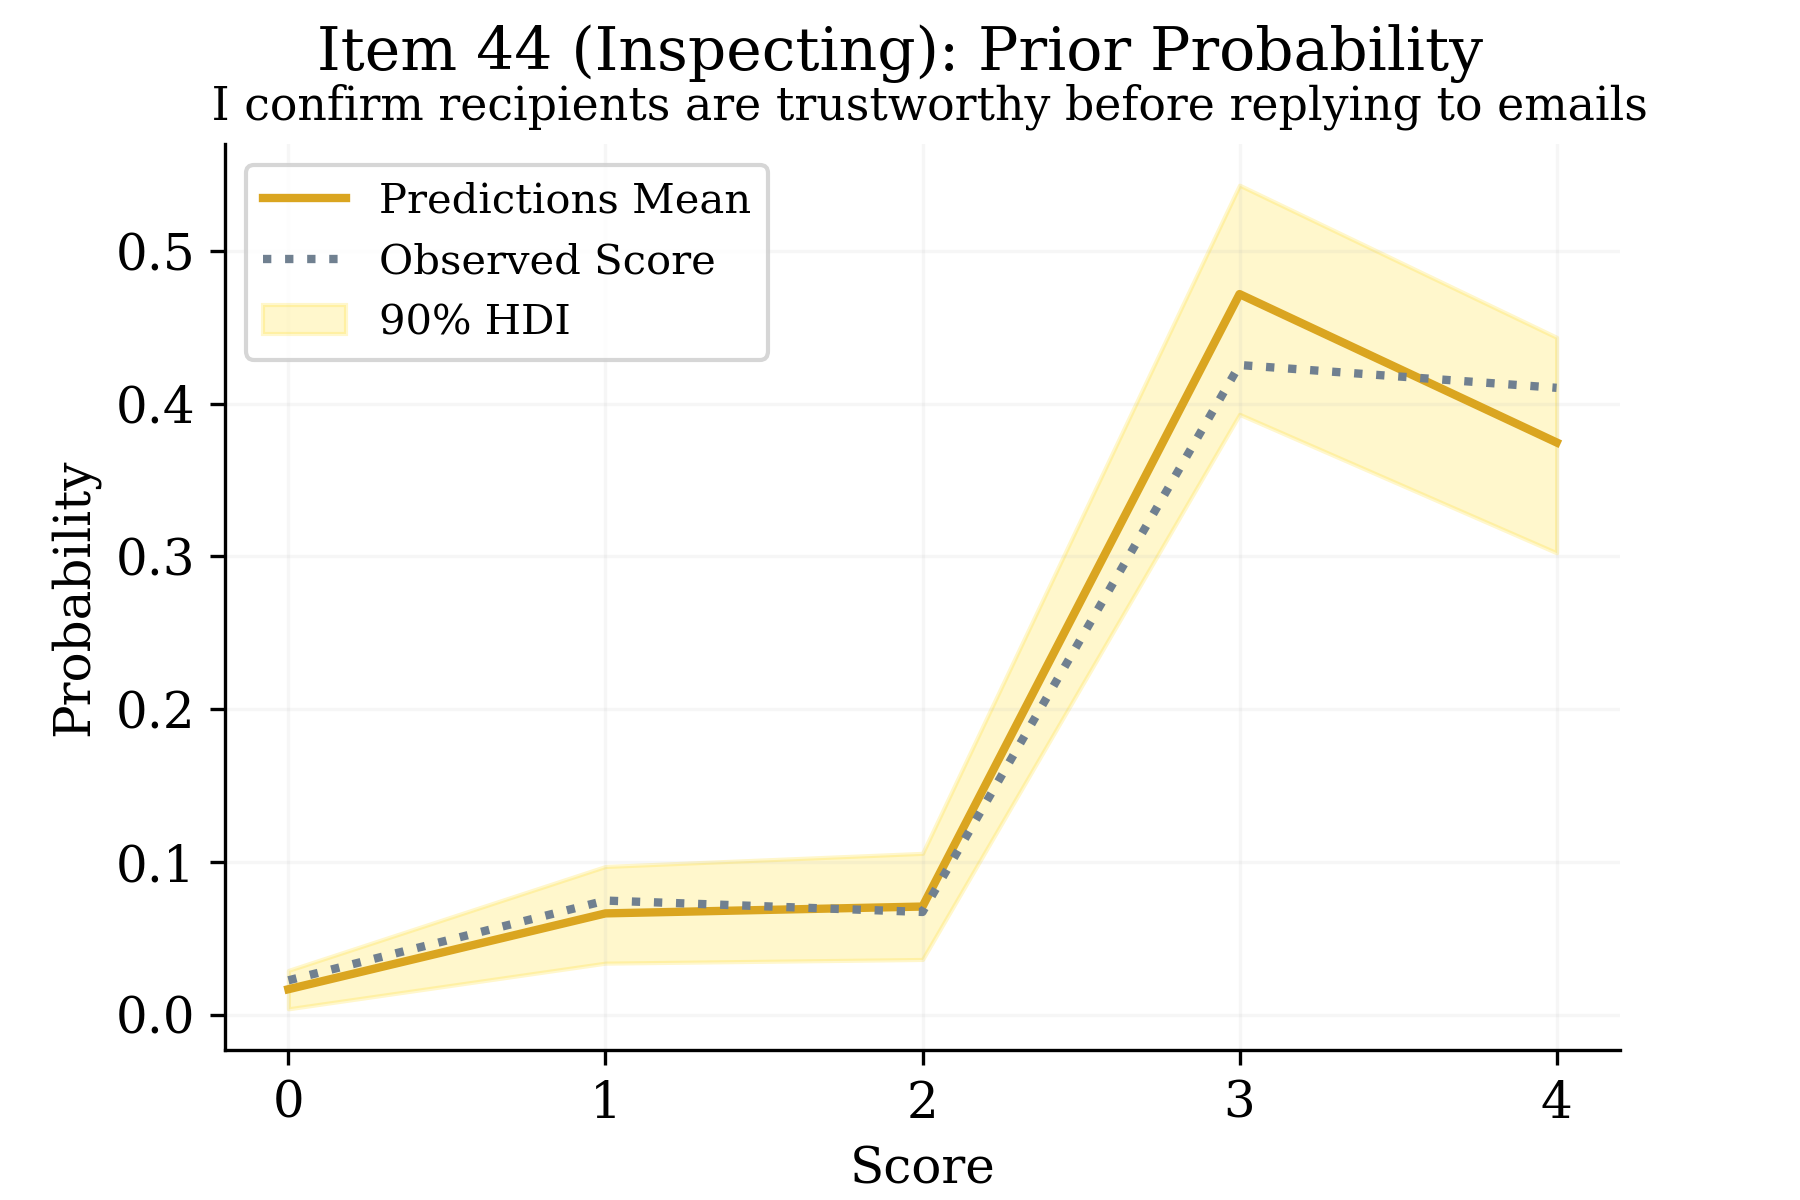 Item 44 (Inspecting): Prior Probability
I confirm recipients are trustworthy before replying to emails
Predictions Mean
Observed Score
90% HDI
Probability
0.5
0.4
0.3
0.2
0.1
0.0
0 1 2 3 4
Score